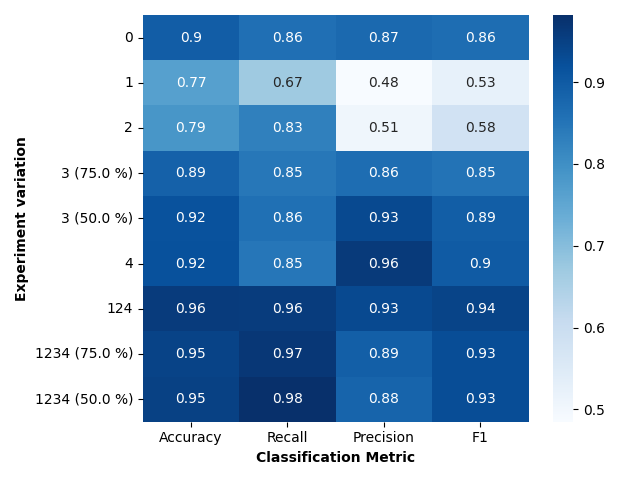 0 0.9 0.86 0.87 0.86
1 0.77 0.67 0.48 0.53
2 0.79 0.83 0.51 0.58
3 (75.0 %) 0.89 0.85 0.86 0.85
3 (50.0 %) 0.92 0.86 0.93 0.89
4 0.92 0.85 0.96 0.9
124 0.96 0.96 0.93 0.94
1234 (75.0 %) 0.95 0.97 0.89 0.93
1234 (50.0 %) 0.95 0.98 0.88 0.93
Accuracy Recall Precision F1
Classification Metric
Experiment variation
0.9
0.8
0.7
0.6
0.5